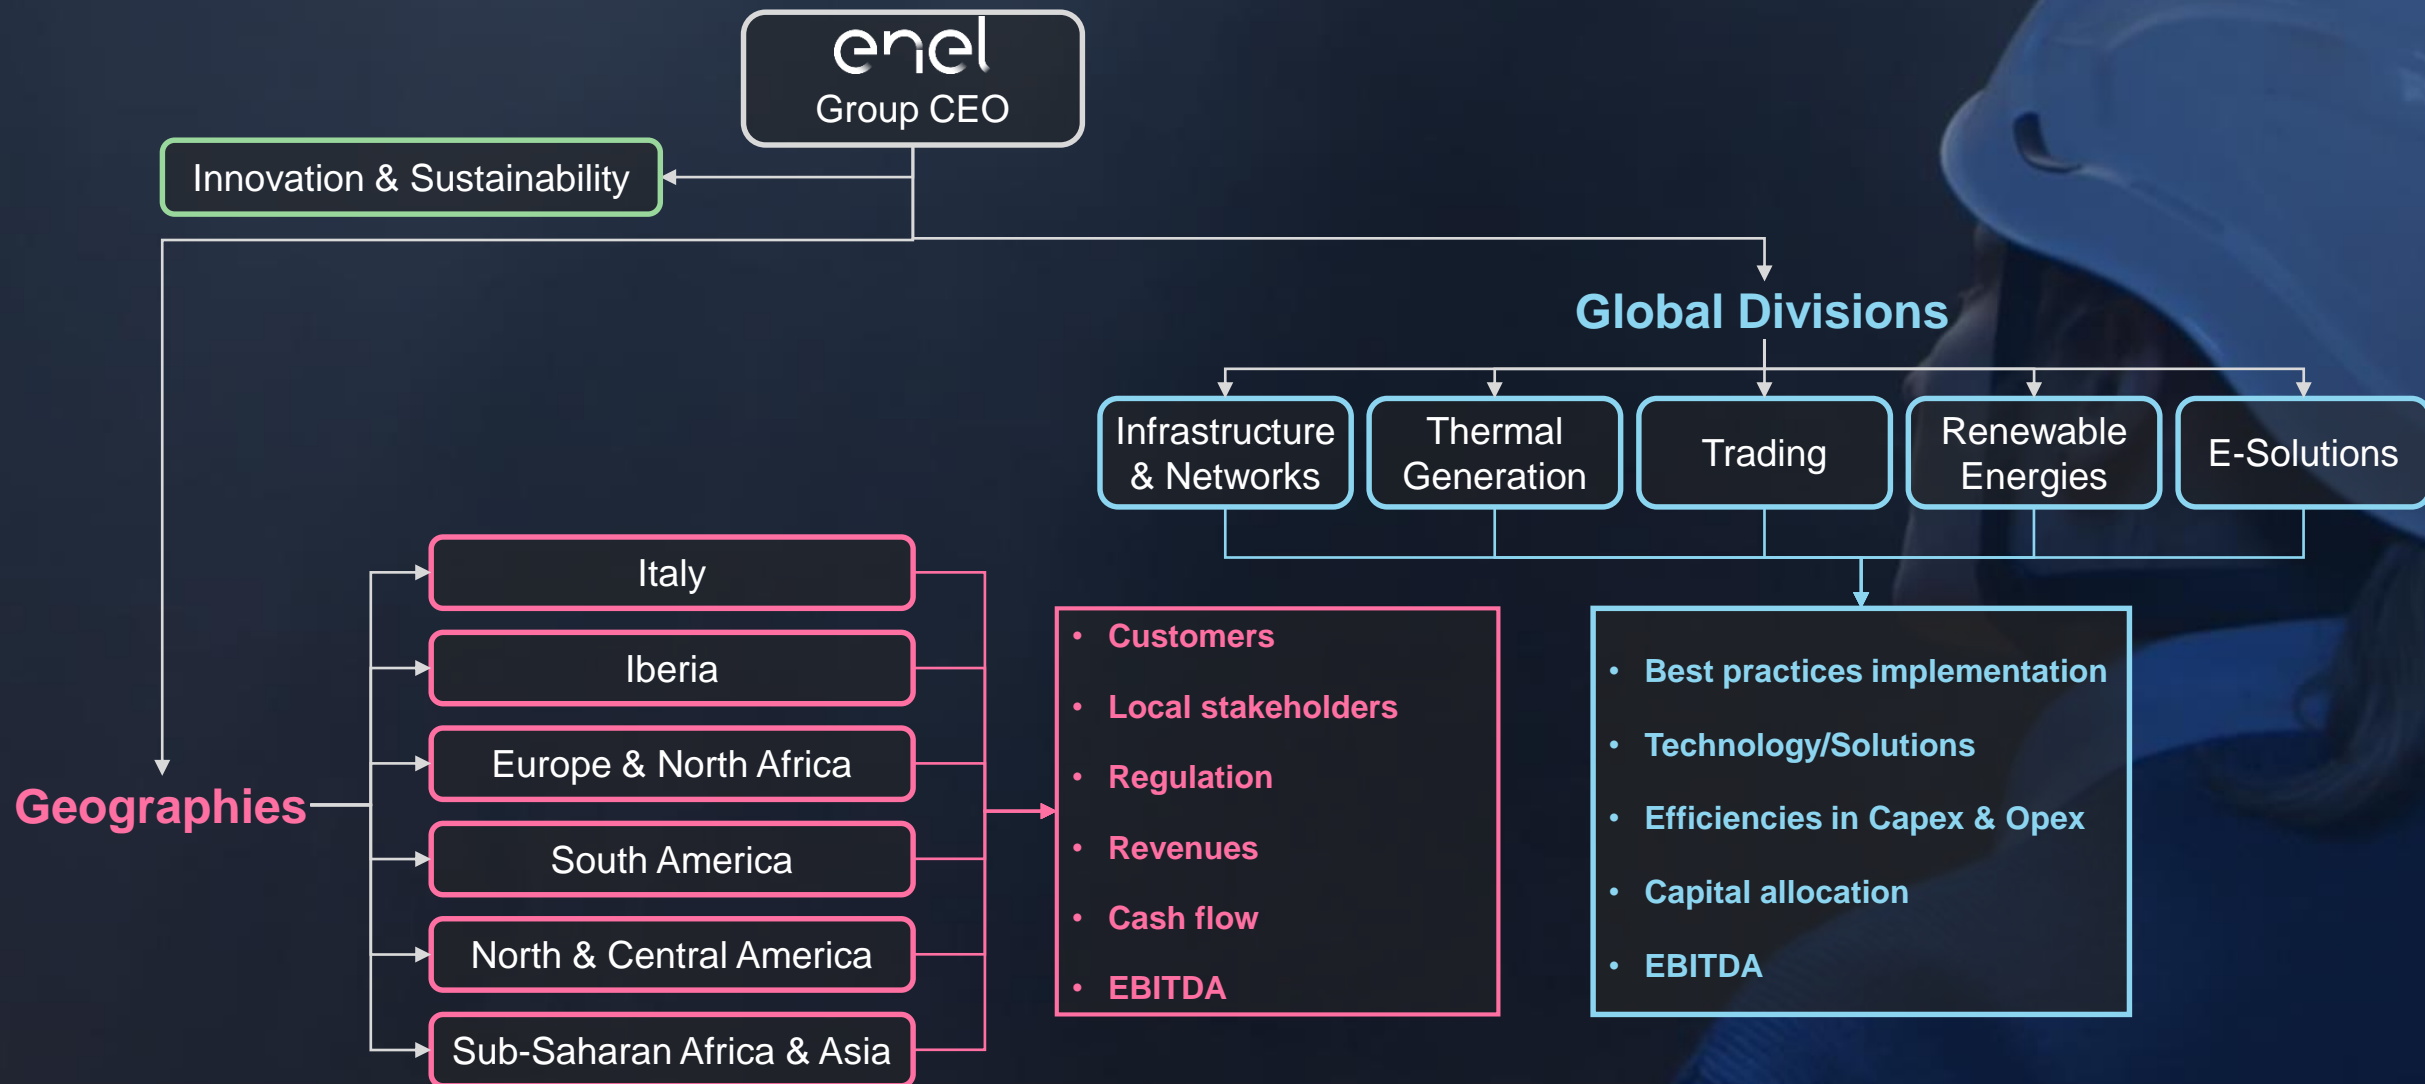 enel
Group CEO
Innovation & Sustainability
Global Divisions
Infrastructure
& Networks
Thermal
Generation
Trading
Renewable
Energies
E-Solutions
Geographies
Italy
Iberia
Europe & North Africa
South America
North & Central America
Sub-Saharan Africa & Asia
• Customers
• Local stakeholders
• Regulation
• Revenues
• Cash flow
• EBITDA
• Best practices implementation
• Technology/Solutions
• Efficiencies in Capex & Opex
• Capital allocation
• EBITDA